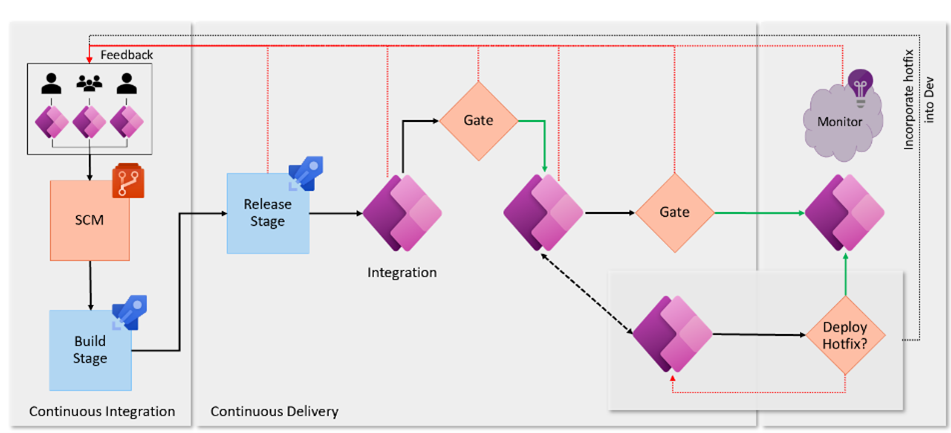 Feedback
SCM
Build
Stage
Continuous Integration
Release
Stage
Integration
Gate
Gate
Continuous Delivery
Monitor
Deploy
Hotfix?
Incorporate hotfix
into Dev